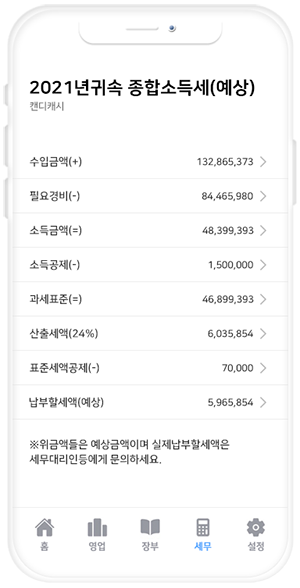 2021년귀속 종합소득세(예상)
캔디캐시
수입금액(+) 132,865,373
필요경비(-) 84,465,980
소득금액(=) 48,399,393
소득공제(-) 1,500,000
과세표준(=) 46,899,393
산출세액(24%) 6,035,854
표준세액공제(-) 70,000
납부할세액(예상) 5,965,854
※위금액들은 예상금액이며 실제납부할세액은
세무대리인등에게 문의하세요.
홈 영업 장부 세무 설정